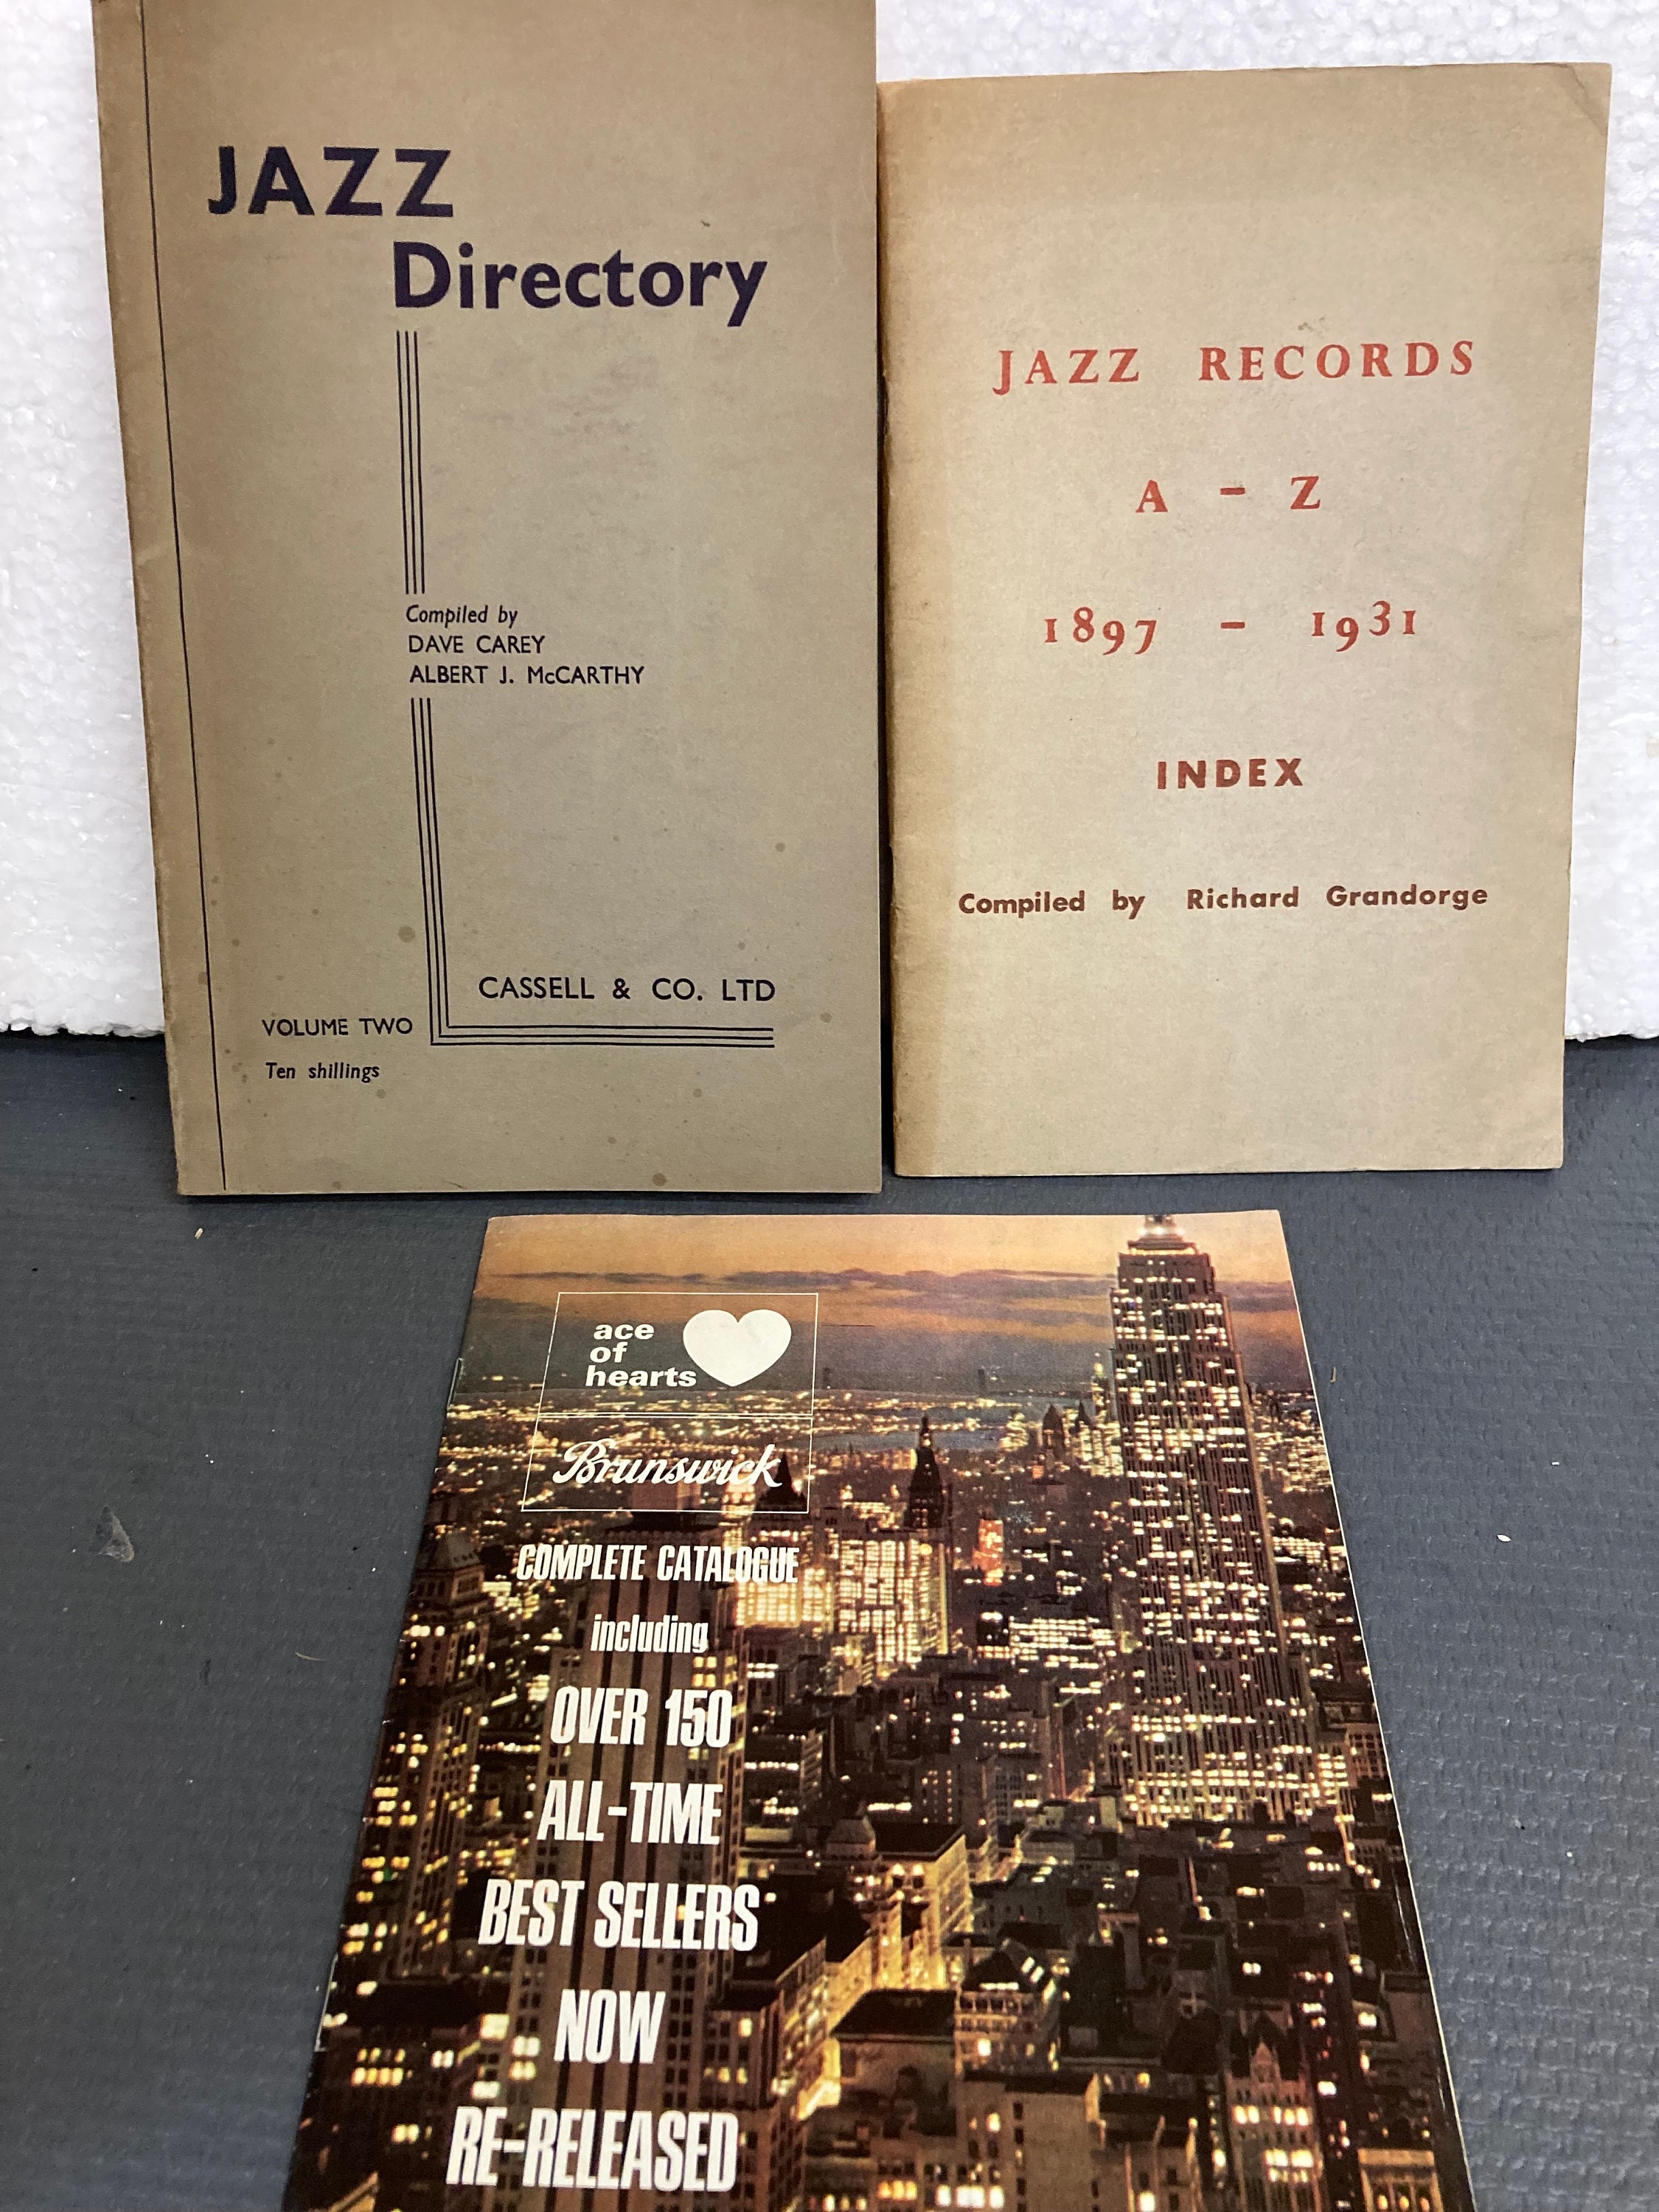 JAZZ
Directory
Compiled by
DAVE CAREY
ALBERT J. McCARTHY
CASSELL & CO. LTD
VOLUME TWO
Ten shillings
JAZZ RECORDS
A - Z
1897 - 1931
INDEX
Compiled by Richard Grandorge
ace
of
hearts
Brunswick
COMPLETE CATALOGUE
including
OVER 150
ALL-TIME
BEST SELLERS
NOW
RE-RELEASED